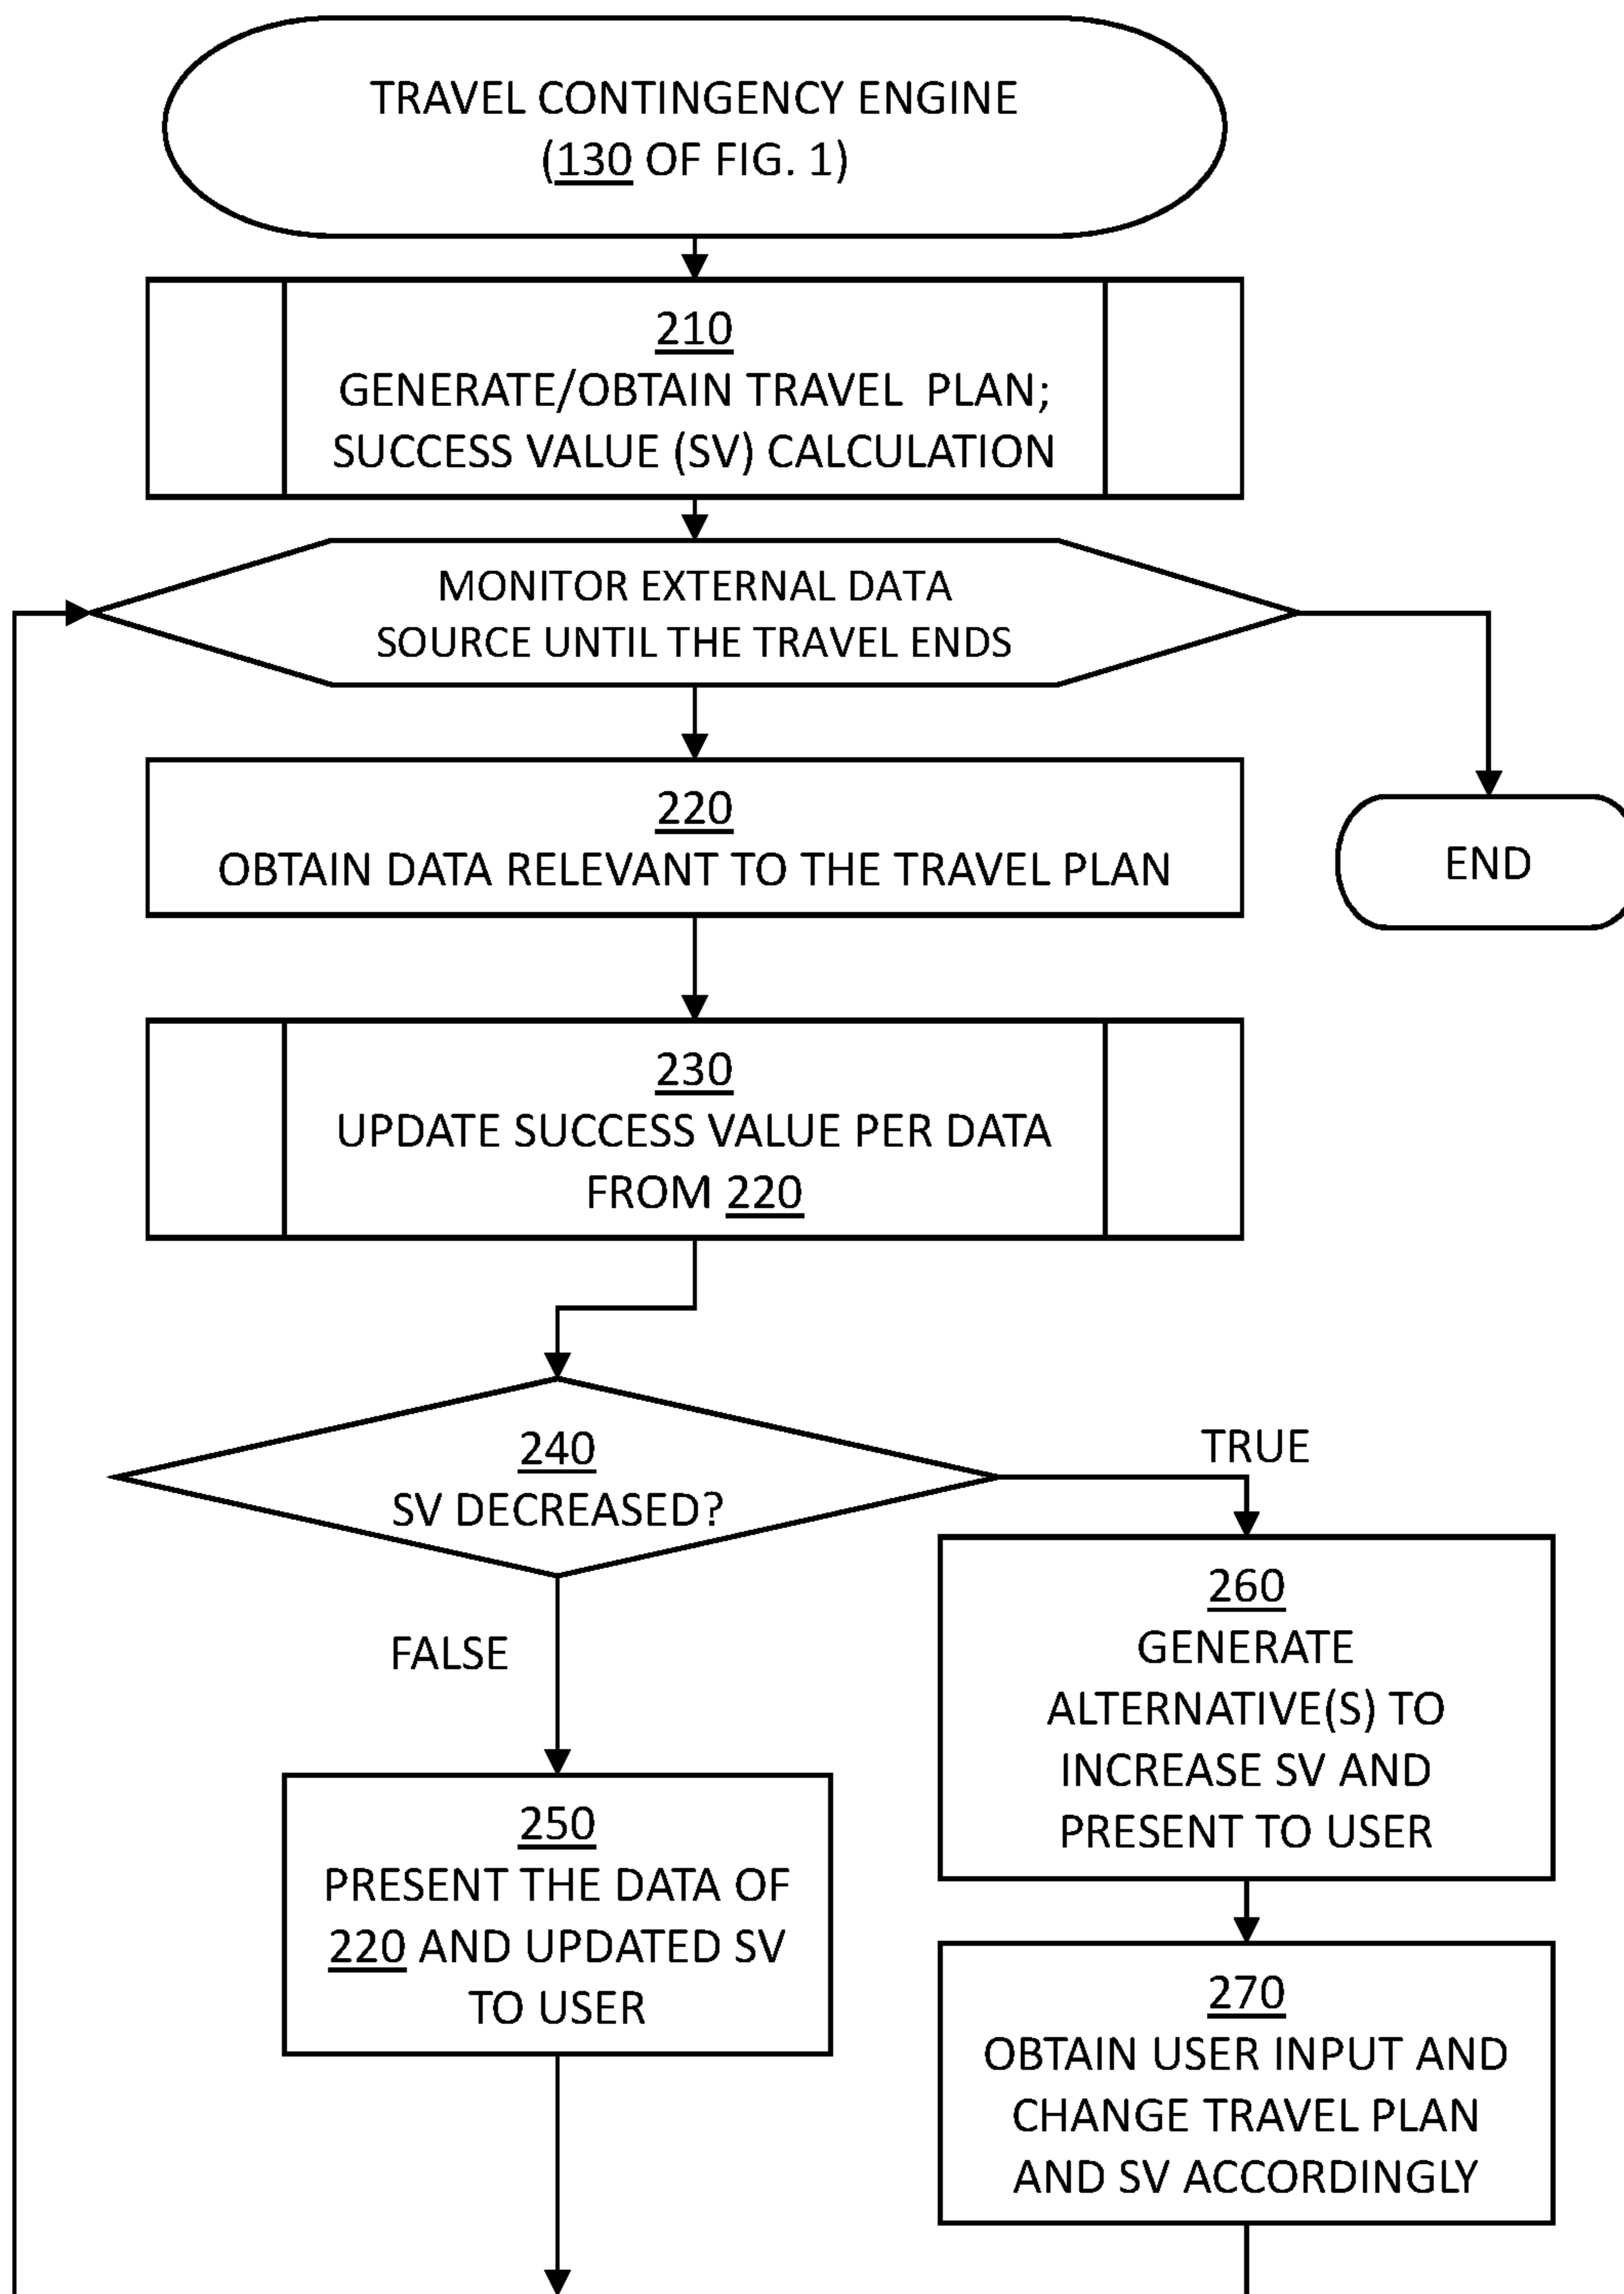 TRAVEL CONTINGENCY ENGINE
(130 OF FIG. 1)
210
GENERATE/OBTAIN TRAVEL PLAN;
SUCCESS VALUE (SV) CALCULATION
MONITOR EXTERNAL DATA
SOURCE UNTIL THE TRAVEL ENDS
220
OBTAIN DATA RELEVANT TO THE TRAVEL PLAN
END
230
UPDATE SUCCESS VALUE PER DATA
FROM 220
240
SV DECREASED?
TRUE
FALSE
260
GENERATE
ALTERNATIVE(S) TO
INCREASE SV AND
PRESENT TO USER
250
PRESENT THE DATA OF
220 AND UPDATED SV
TO USER
270
OBTAIN USER INPUT AND
CHANGE TRAVEL PLAN
AND SV ACCORDINGLY